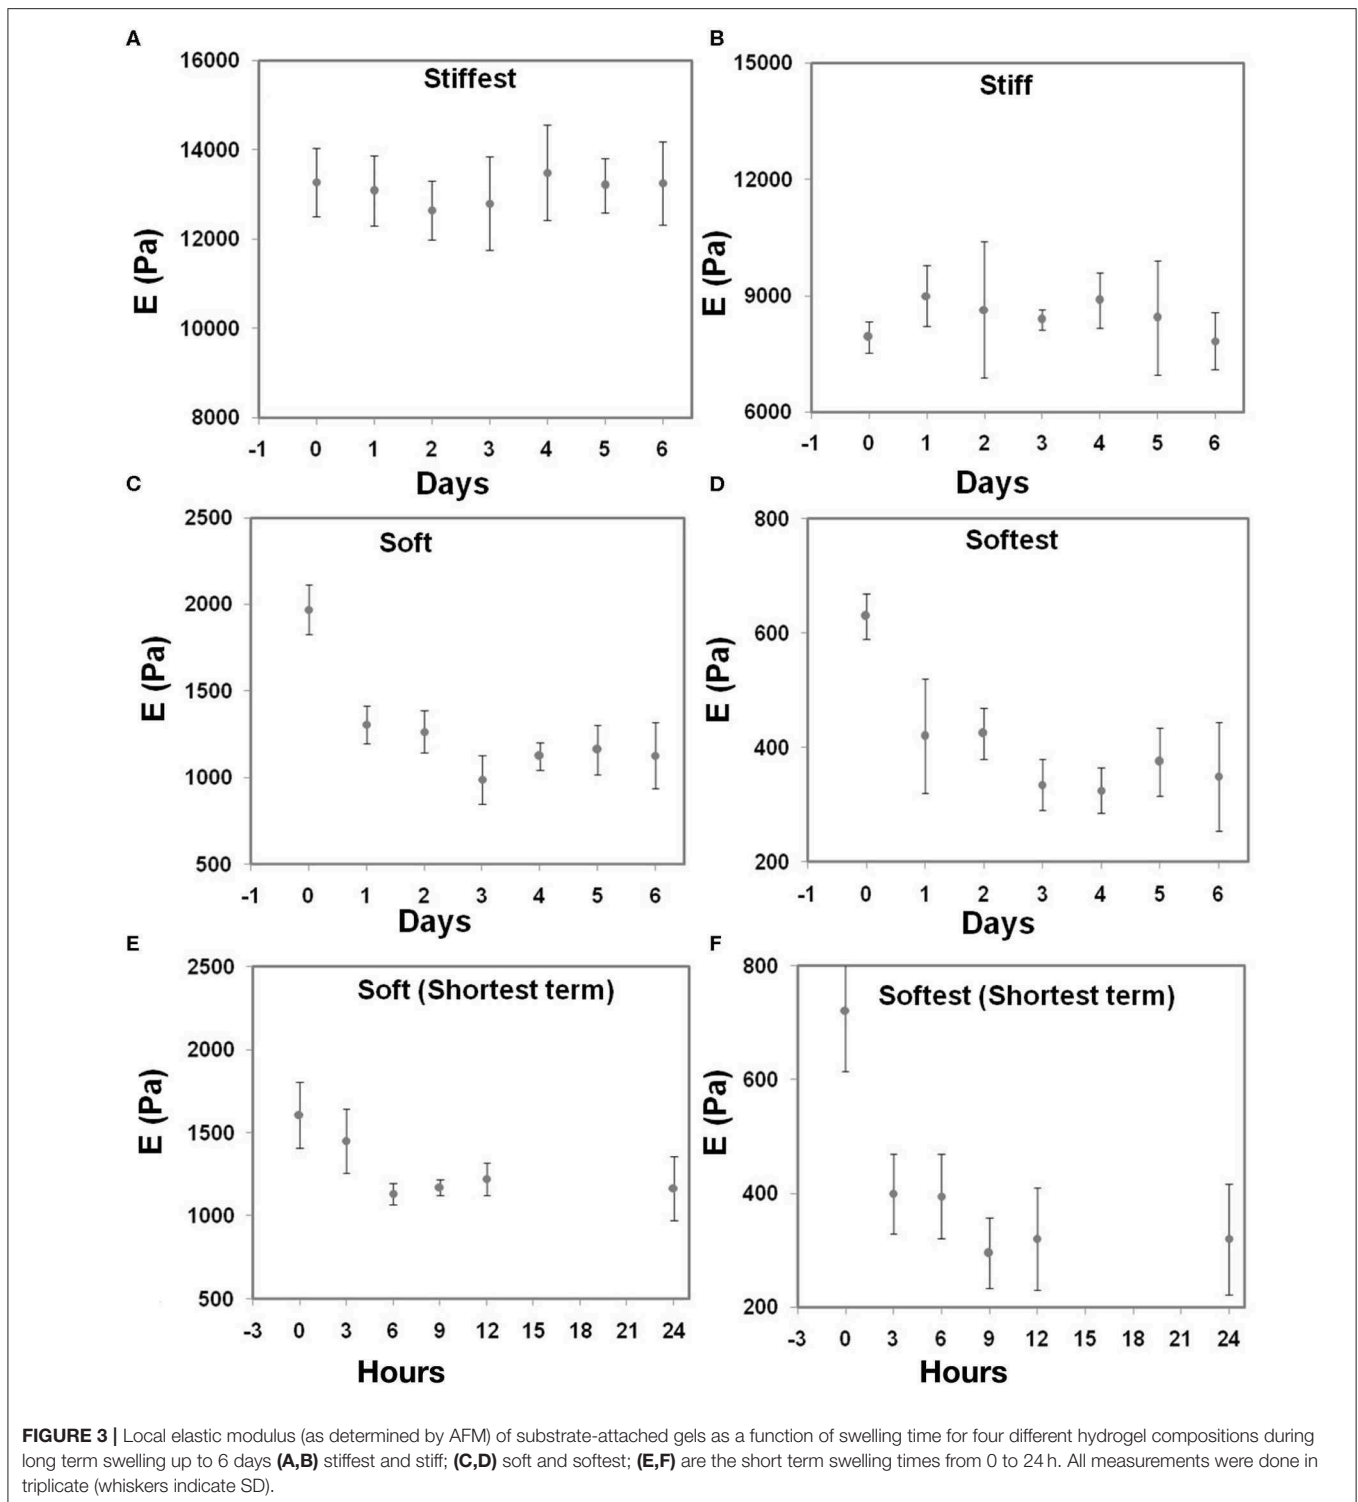 A
16000
14000
12000
10000
8000
E (Pa)
Stiffest
-1 0 1 2 3 4 5 6
Days
B
15000
12000
9000
6000
E (Pa)
Stiff
-1 0 1 2 3 4 5 6
Days
C
2500
2000
1500
1000
500
E (Pa)
Soft
-1 0 1 2 3 4 5 6
Days
D
800
600
400
200
E (Pa)
Softest
-1 0 1 2 3 4 5 6
Days
E
2500
2000
1500
1000
500
E (Pa)
Soft (Shortest term)
-3 0 3 6 9 12 15 18 21 24
Hours
F
800
600
400
200
E (Pa)
Softest (Shortest term)
-3 0 3 6 9 12 15 18 21 24
Hours
FIGURE 3 | Local elastic modulus (as determined by AFM) of substrate-attached gels as a function of swelling time for four different hydrogel compositions during
long term swelling up to 6 days (A,B) stiffest and stiff; (C,D) soft and softest; (E,F) are the short term swelling times from 0 to 24 h. All measurements were done in
triplicate (whiskers indicate SD).